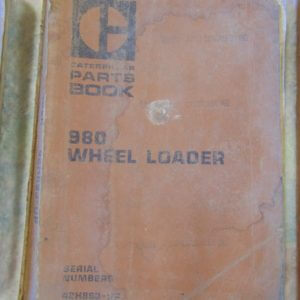 CATERPILLAR
PARTS
BOOK
980
WHEEL LOADER
SERIAL
NUMBERS